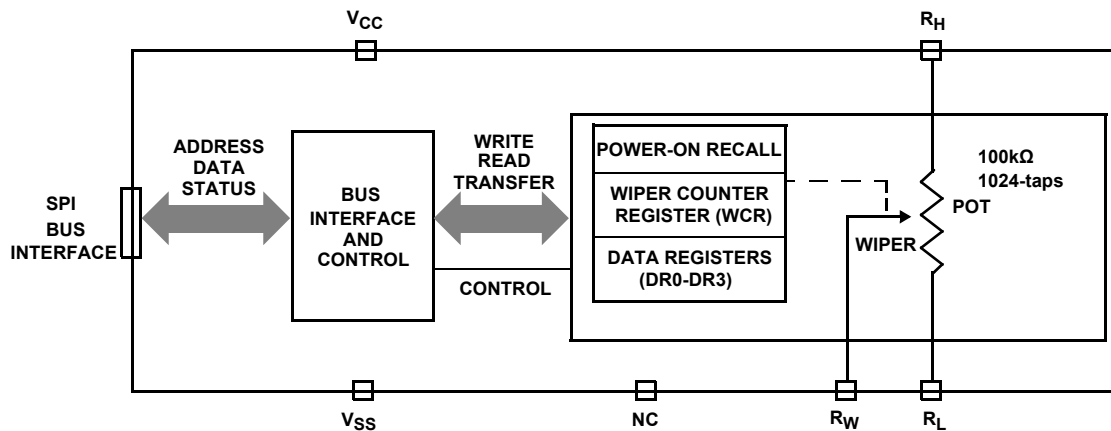 VCC
RH
ADDRESS
DATA
STATUS
SPI
BUS
INTERFACE
BUS
INTERFACE
AND
CONTROL
WRITE
READ
TRANSFER
CONTROL
POWER-ON RECALL
WIPER COUNTER
REGISTER (WCR)
DATA REGISTERS
(DR0-DR3)
100kΩ
1024-taps
POT
WIPER
VSS
NC
RW
RL